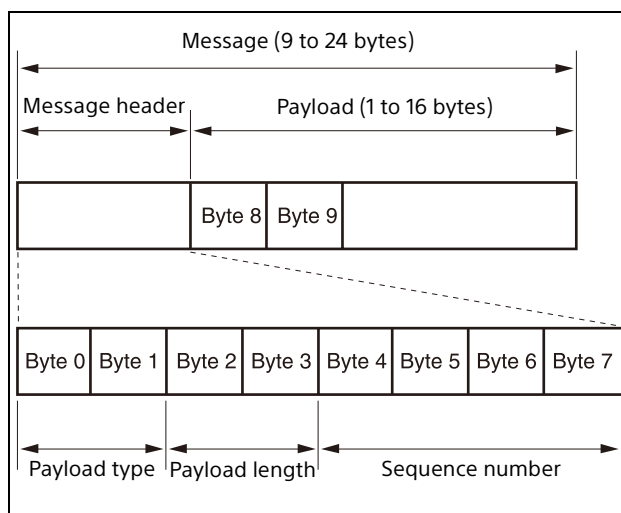 Message (9 to 24 bytes)
Message header Payload (1 to 16 bytes)
Byte 8 Byte 9
Byte 0 Byte 1 Byte 2 Byte 3 Byte 4 Byte 5 Byte 6 Byte 7
Payload type Payload length Sequence number